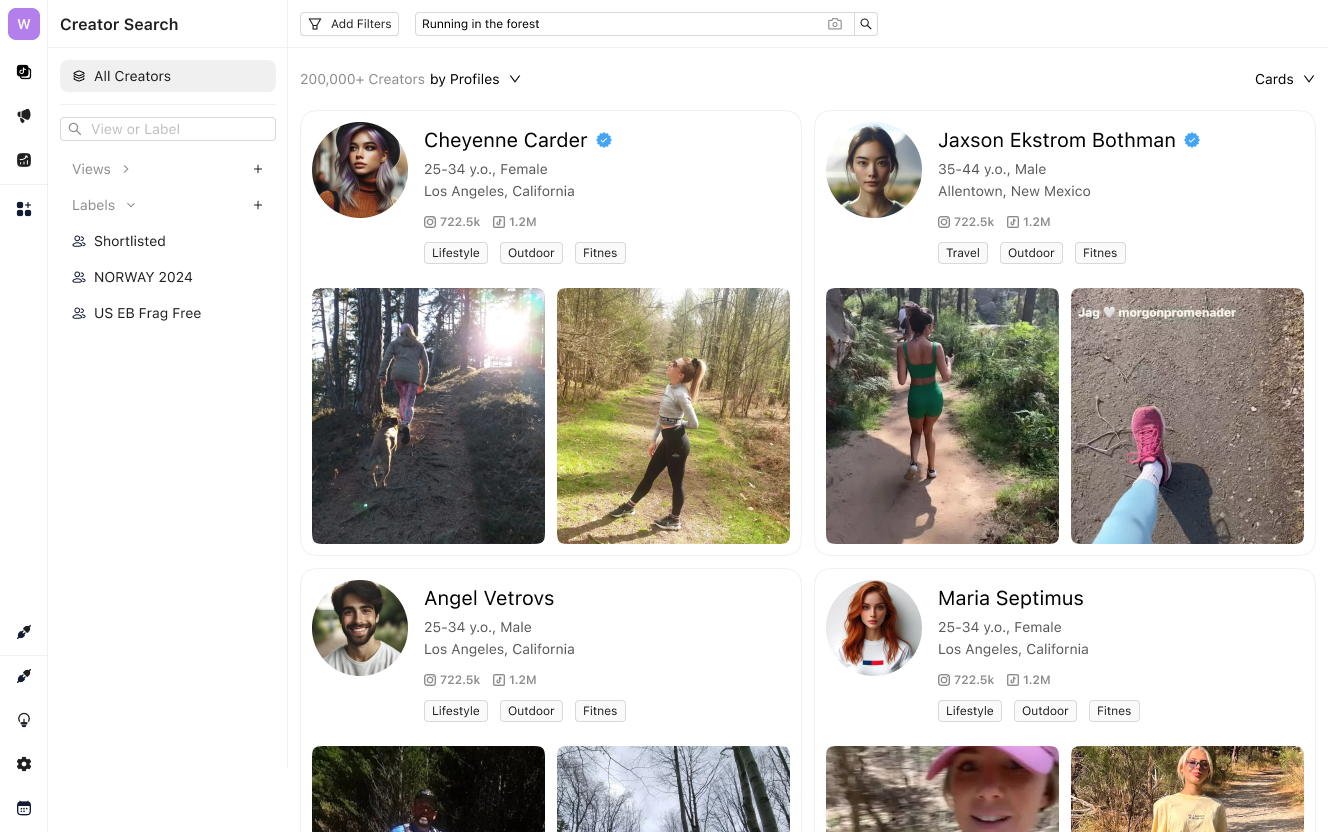 W
Creator Search
Add Filters
Running in the forest
All Creators
View or Label
Views
Labels
Shortlisted
NORWAY 2024
US EB Frag Free
200,000+ Creators by Profiles
Cards
Cheyenne Carder
25-34 y.o., Female
Los Angeles, California
722.5k 1.2M
Lifestyle Outdoor Fitnes
Jaxson Ekstrom Bothman
35-44 y.o., Male
Allentown, New Mexico
722.5k 1.2M
Travel Outdoor Fitnes
Jag 🤍 morgonpromenader
Angel Vetrovs
25-34 y.o., Male
Los Angeles, California
722.5k 1.2M
Lifestyle Outdoor Fitnes
Maria Septimus
25-34 y.o., Female
Los Angeles, California
722.5k 1.2M
Lifestyle Outdoor Fitnes